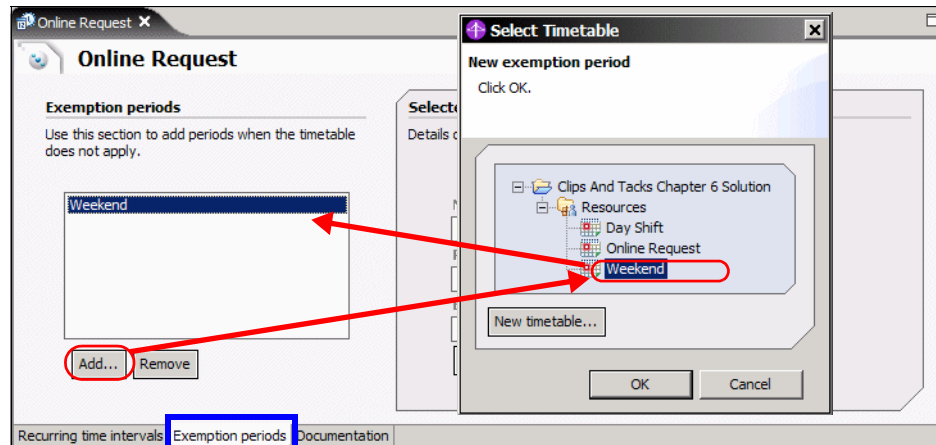 Online Request
Online Request
Exemption periods
Use this section to add periods when the timetable
does not apply.
Weekend
Add...
Remove
Recurring time intervals
Exemption periods
Documentation
Details
Select Timetable
New exemption period
Click OK.
Clips And Tacks Chapter 6 Solution
Resources
Day Shift
Online Request
Weekend
New timetable...
OK
Cancel